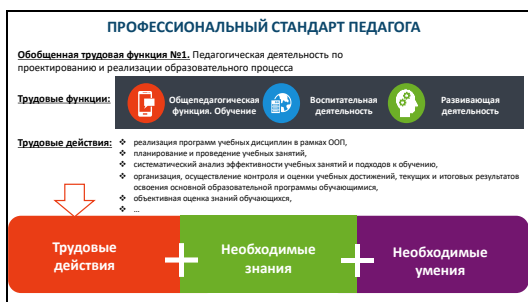 ПРОФЕССИОНАЛЬНЫЙ СТАНДАРТ ПЕДАГОГА
Обобщенная трудовая функция №1. Педагогическая деятельность по
проектированию и реализации образовательного процесса
Трудовые функции:
Общепедагогическая
функция. Обучение
Воспитательная
деятельность
Развивающая
деятельность
Трудовые действия:
❖ реализация программ учебных дисциплин в рамках ООП,
❖ планирование и проведение учебных занятий,
❖ систематический анализ эффективности учебных занятий и подходов к обучению,
❖ организация, осуществление контроля и оценки учебных достижений, текущих и итоговых результатов
освоения основной образовательной программы обучающимися,
❖ объективная оценка знаний обучающихся,
❖ ...
Трудовые
действия
+
Необходимые
знания
+
Необходимые
умения